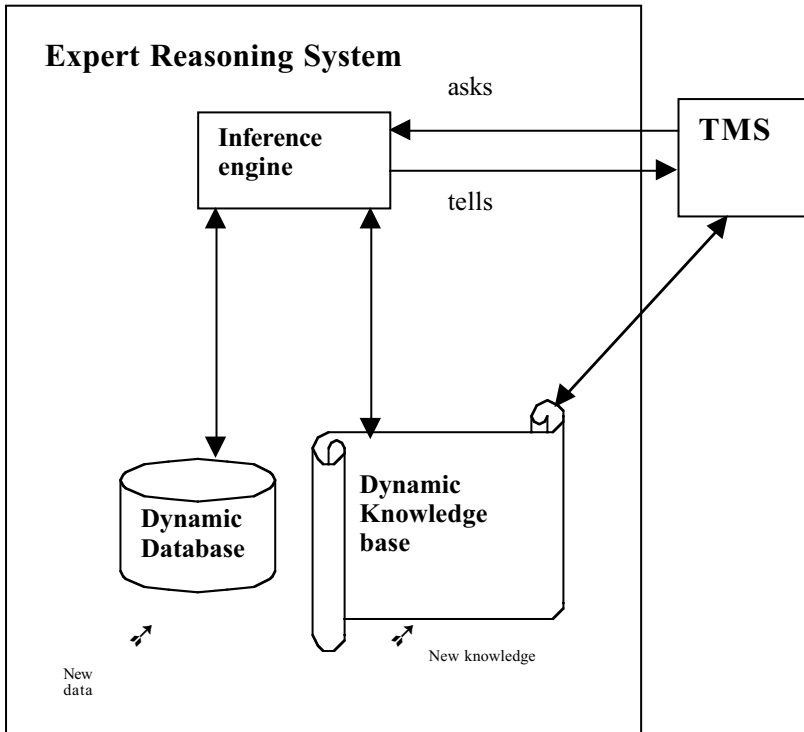 Expert Reasoning System
asks
TMS
Inference
engine
tells
Dynamic
Database
Dynamic
Knowledge
base
New knowledge
New
data